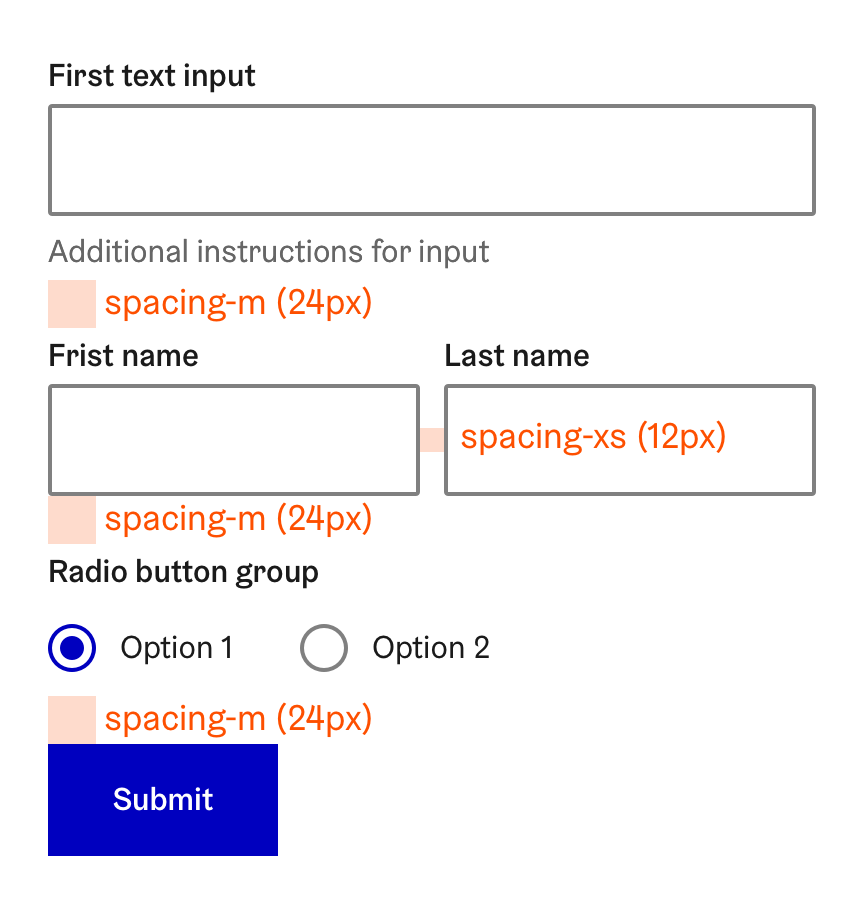 First text input
Additional instructions for input
spacing-m (24px)
Frist name Last name
spacing-xs (12px)
spacing-m (24px)
Radio button group
Option 1 Option 2
spacing-m (24px)
Submit